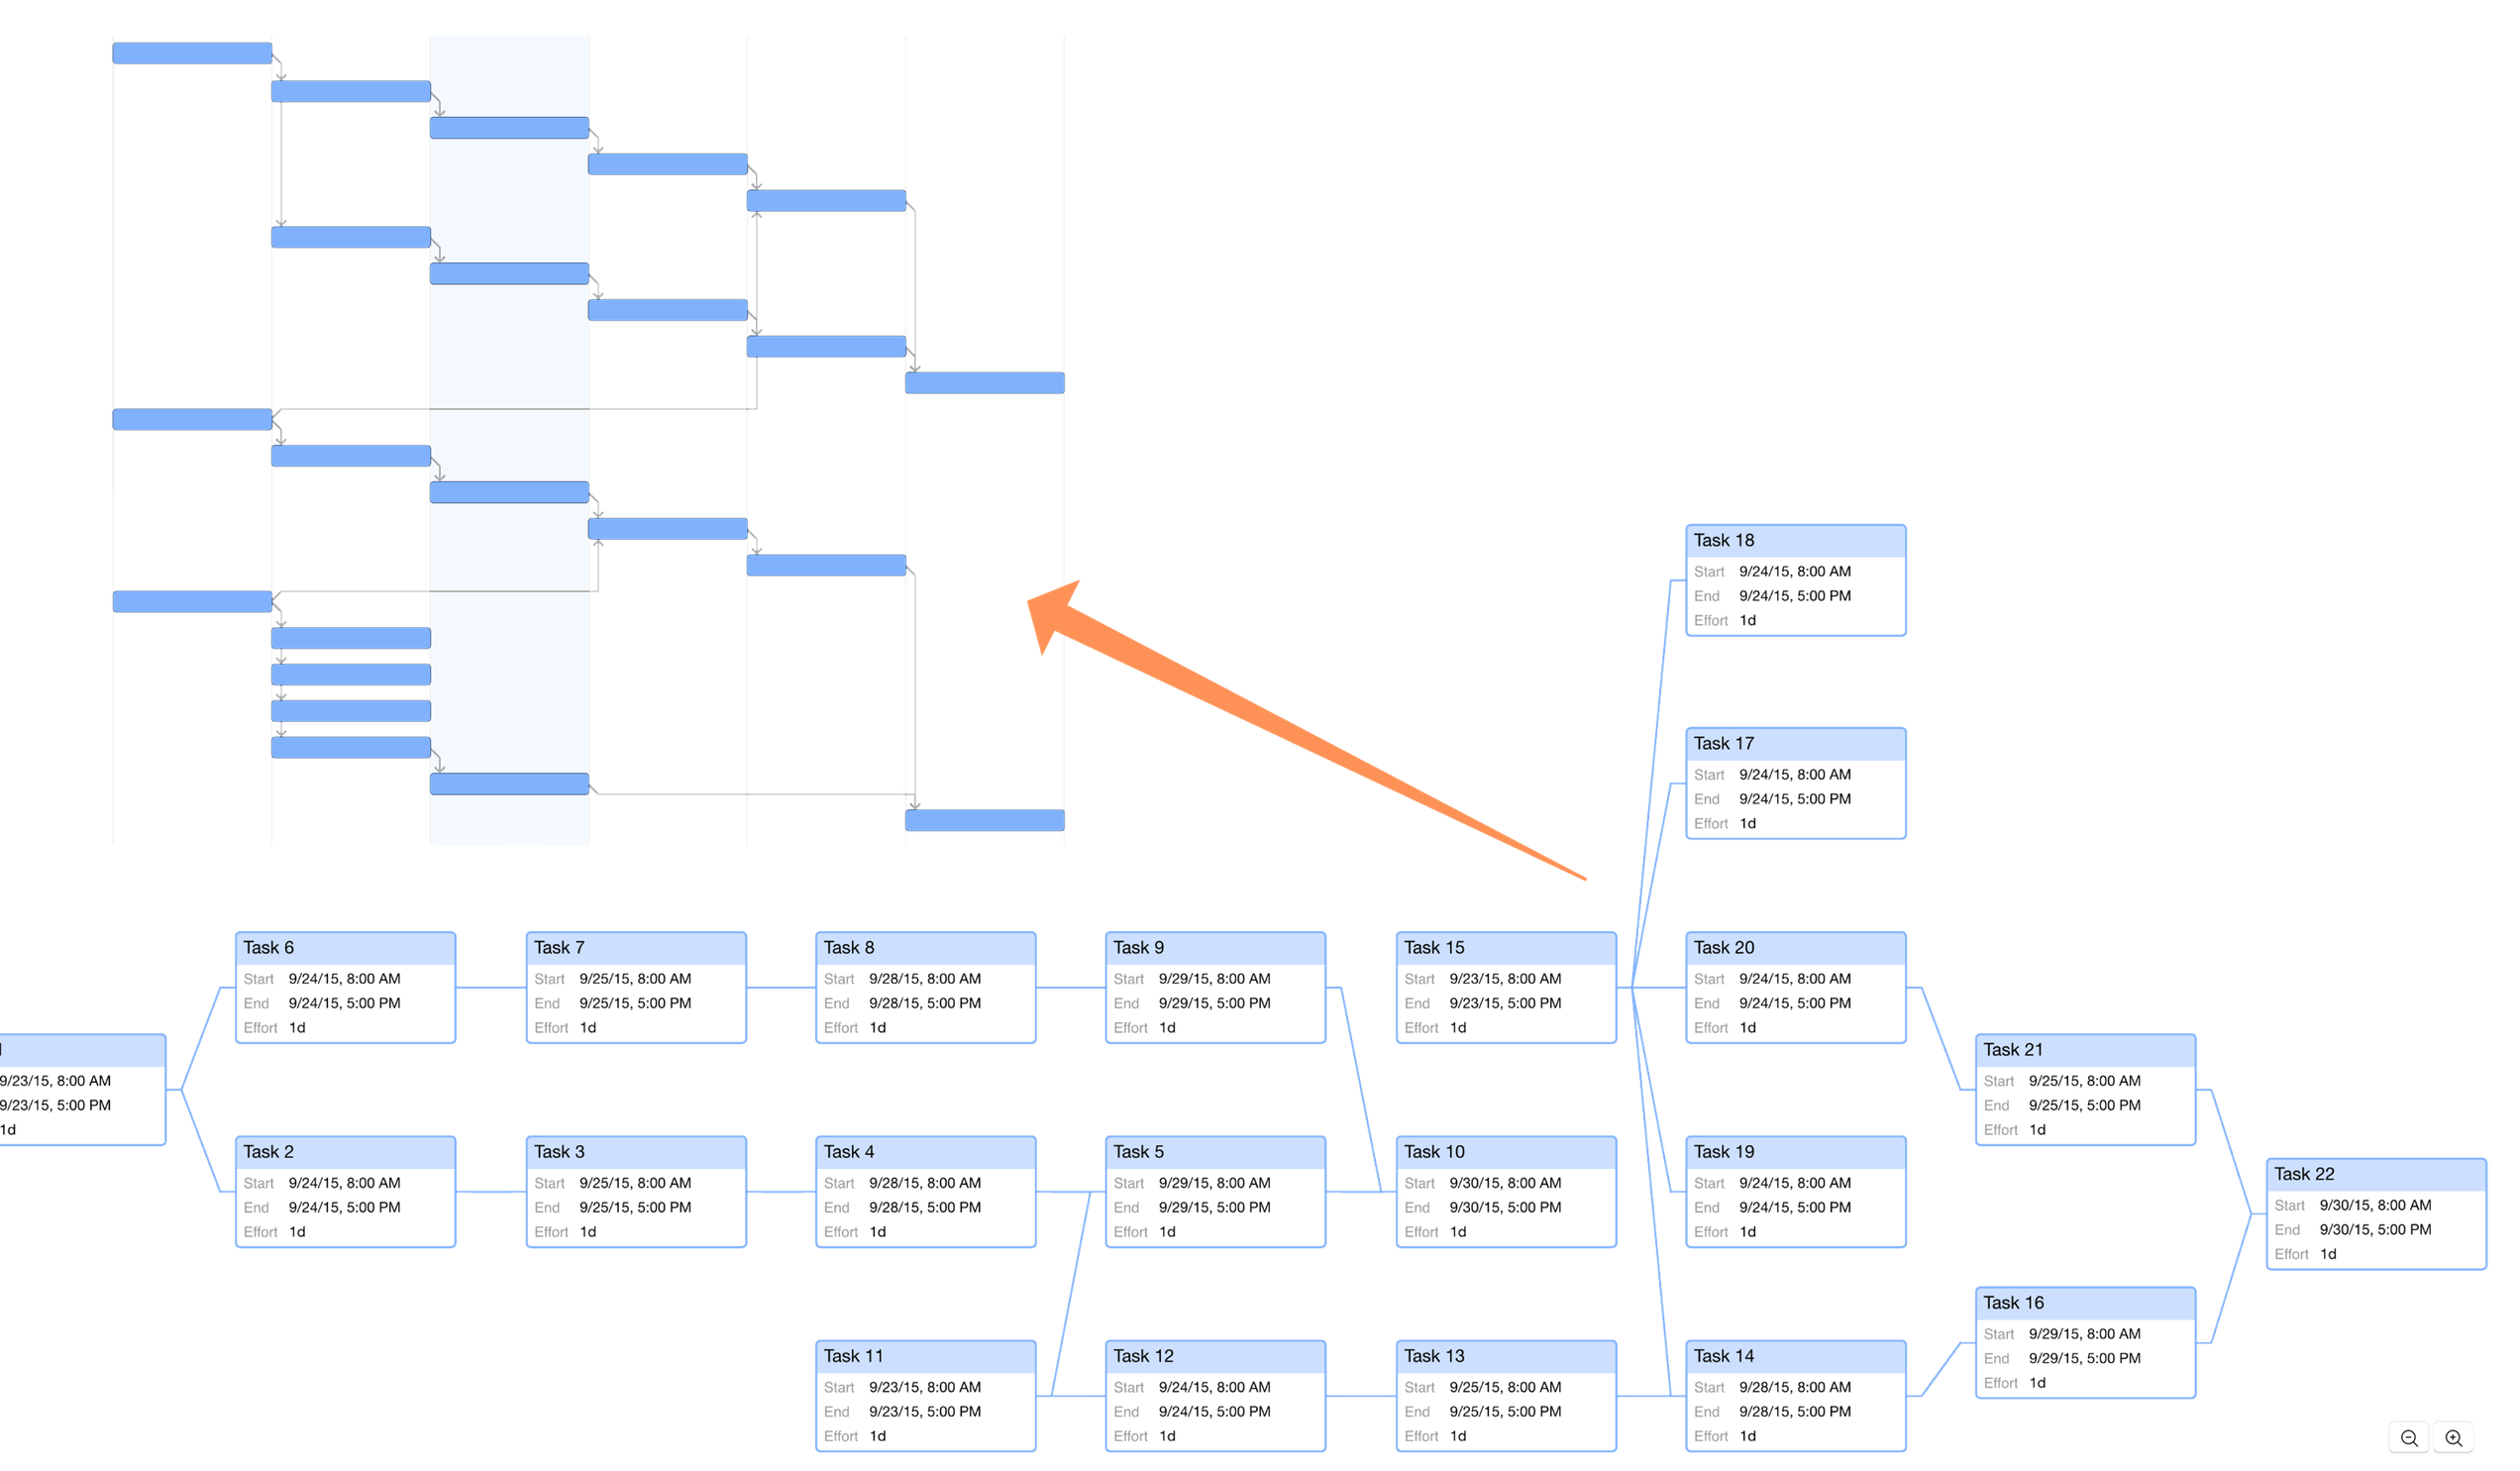 Task 18
Start 9/24/15, 8:00 AM
End 9/24/15, 5:00 PM
Effort 1d
Task 17
Start 9/24/15, 8:00 AM
End 9/24/15, 5:00 PM
Effort 1d
Task 6
Start 9/24/15, 8:00 AM
End 9/24/15, 5:00 PM
Effort 1d
Task 7
Start 9/25/15, 8:00 AM
End 9/25/15, 5:00 PM
Effort 1d
Task 8
Start 9/28/15, 8:00 AM
End 9/28/15, 5:00 PM
Effort 1d
Task 9
Start 9/29/15, 8:00 AM
End 9/29/15, 5:00 PM
Effort 1d
Task 15
Start 9/23/15, 8:00 AM
End 9/23/15, 5:00 PM
Effort 1d
Task 20
Start 9/24/15, 8:00 AM
End 9/24/15, 5:00 PM
Effort 1d
9/23/15, 8:00 AM
9/23/15, 5:00 PM
1d
Task 21
Start 9/25/15, 8:00 AM
End 9/25/15, 5:00 PM
Effort 1d
Task 2
Start 9/24/15, 8:00 AM
End 9/24/15, 5:00 PM
Effort 1d
Task 3
Start 9/25/15, 8:00 AM
End 9/25/15, 5:00 PM
Effort 1d
Task 4
Start 9/28/15, 8:00 AM
End 9/28/15, 5:00 PM
Effort 1d
Task 5
Start 9/29/15, 8:00 AM
End 9/29/15, 5:00 PM
Effort 1d
Task 10
Start 9/30/15, 8:00 AM
End 9/30/15, 5:00 PM
Effort 1d
Task 19
Start 9/24/15, 8:00 AM
End 9/24/15, 5:00 PM
Effort 1d
Task 22
Start 9/30/15, 8:00 AM
End 9/30/15, 5:00 PM
Effort 1d
Task 16
Start 9/29/15, 8:00 AM
End 9/29/15, 5:00 PM
Effort 1d
Task 11
Start 9/23/15, 8:00 AM
End 9/23/15, 5:00 PM
Effort 1d
Task 12
Start 9/24/15, 8:00 AM
End 9/24/15, 5:00 PM
Effort 1d
Task 13
Start 9/25/15, 8:00 AM
End 9/25/15, 5:00 PM
Effort 1d
Task 14
Start 9/28/15, 8:00 AM
End 9/28/15, 5:00 PM
Effort 1d